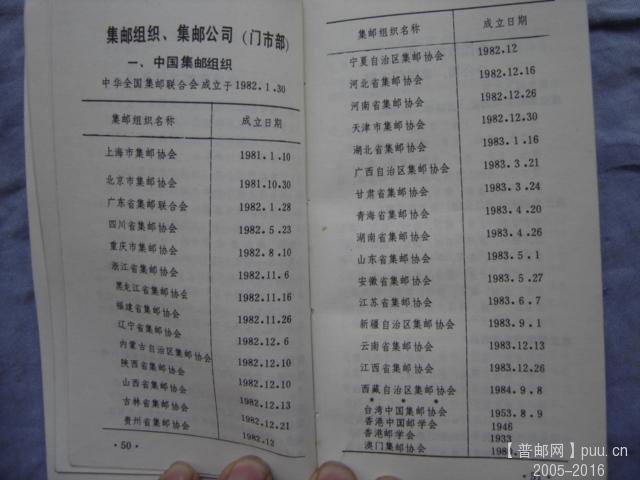 集邮组织、集邮公司(门市部)
一、中国集邮组织
中华全国集邮联合会成立于1982.1.30
集邮组织名称 成立日期
上海市集邮协会 1981.1.10
北京市集邮协会 1981.10.30
广东省集邮联合会 1982.1.28
四川省集邮协会 1982.5.23
重庆市集邮协会 1982.8.10
浙江省集邮协会 1982.11.6
黑龙江省集邮协会 1982.11.16
福建省集邮协会 1982.11.26
辽宁省集邮协会 1982.12.6
内蒙古自治区集邮协会 1982.12.10
陕西省集邮协会 1982.12.10
山西省集邮协会 1982.12.13
吉林省集邮协会 1982.12.21
贵州省集邮协会 1982.12
·50·
集邮组织名称 成立日期
宁夏自治区集邮协会 1982.12
河北省集邮协会 1982.12.16
河南省集邮协会 1982.12.26
天津市集邮协会 1982.12.30
湖北省集邮协会 1983.1.16
广西自治区集邮协会 1983.3.21
甘肃省集邮协会 1983.3.24
青海省集邮协会 1983.4.20
湖南省集邮协会 1983.4.26
山东省集邮协会 1983.5.1
安徽省集邮协会 1983.5.27
江苏省集邮协会 1983.6.7
新疆自治区集邮协会 1983.9.1
云南省集邮协会 1983.12.13
江西省集邮协会 1983.12.26
西藏自治区集邮协会 1984.9.8
* * *
台湾中国集邮协会 1953.8.9
香港中国邮学会 1946
香港邮学会 1933
澳门集邮协会
【普邮网】puu.cn
2005-2016